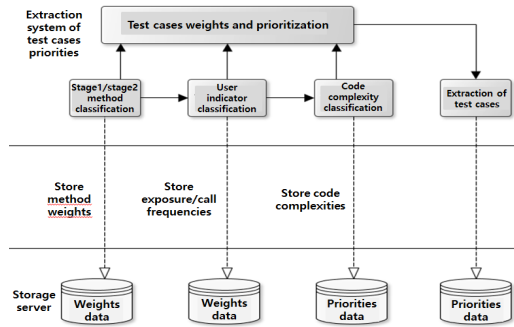 Extraction
system of
test cases
priorities
Test cases weights and prioritization
Stage1/stage2
method
classification
User
indicator
classification
Code
complexity
classification
Extraction of
test cases
Store
method
weights
Store
exposure/call
frequencies
Store code
complexities
Storage
server
Weights
data
Weights
data
Priorities
data
Priorities
data